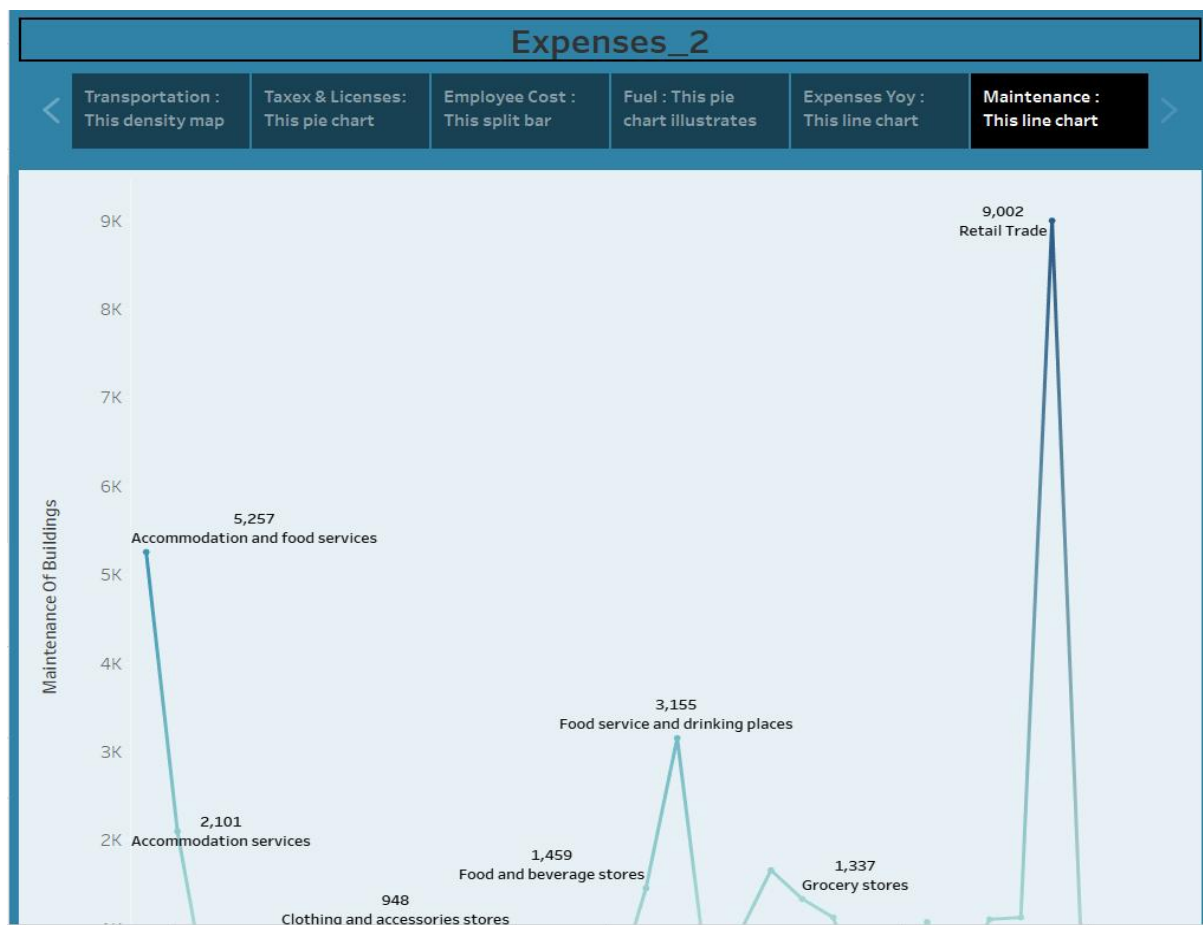 Expenses_2
Transportation :
This density map
Taxex & Licenses:
This pie chart
Employee Cost :
This split bar
Fuel : This pie
chart illustrates
Expenses Yoy :
This line chart
Maintenance :
This line chart
9K
8K
7K
6K
5K
4K
3K
2K
Maintenance Of Buildings
9,002
Retail Trade
5,257
Accommodation and food services
3,155
Food service and drinking places
2,101
Accommodation services
1,459
Food and beverage stores
1,337
Grocery stores
948
Clothing and accessories stores